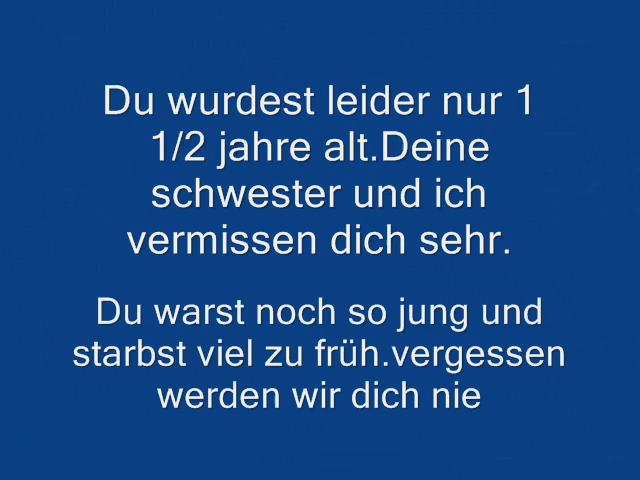 Du wurdest leider nur 1
1/2 jahre alt.Deine
schwester und ich
vermissen dich sehr.
Du warst noch so jung und
starbst viel zu früh.vergessen
werden wir dich nie